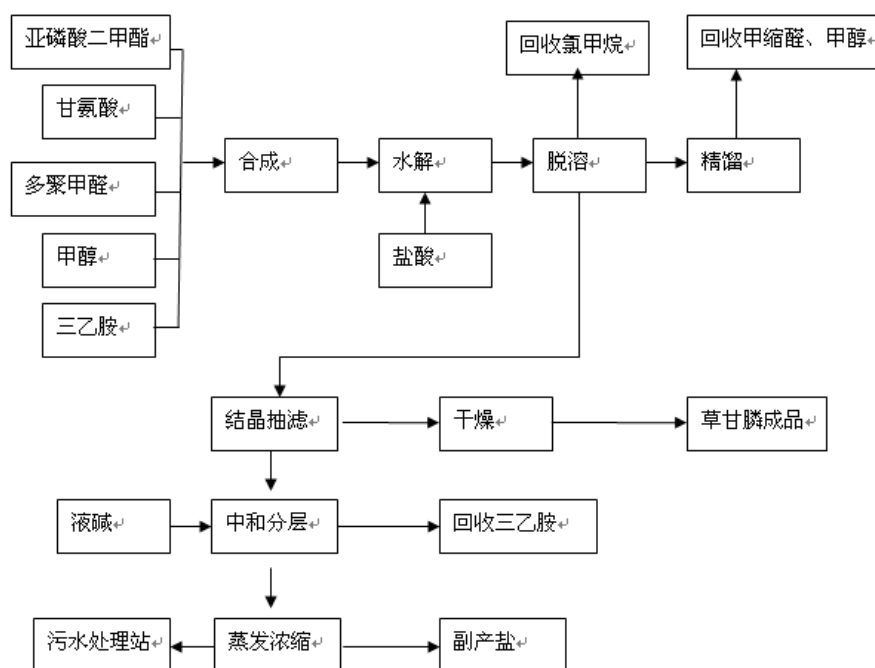 亚磷酸二甲酯
回收氯甲烷
回收甲缩醛、甲醇
甘氨酸
合成
水解
脱溶
精馏
多聚甲醛
甲醇
盐酸
三乙胺
结晶抽滤
干燥
草甘膦成品
液碱
中和分层
回收三乙胺
污水处理站
蒸发浓缩
副产盐